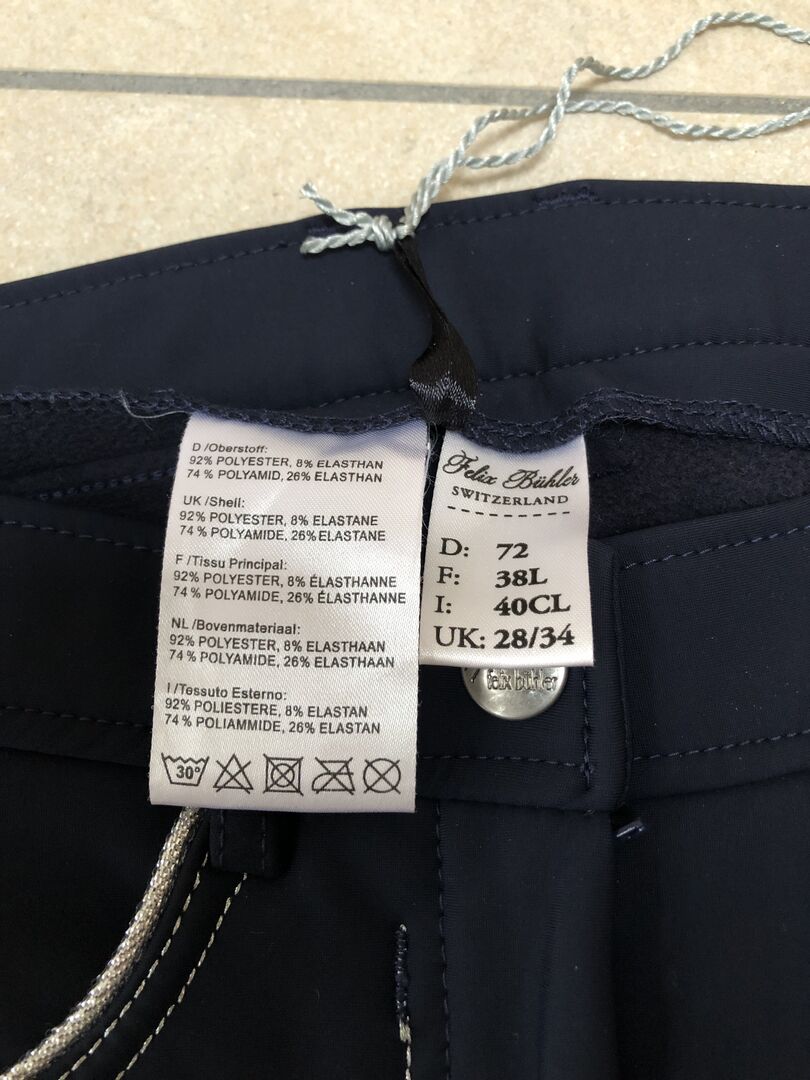 D /Oberstoff:
92% POLYESTER, 8% ELASTHAN
74 % POLYAMID, 26% ELASTHAN
UK /Shell:
92% POLYESTER, 8% ELASTANE
74 % POLYAMIDE, 26% ELASTANE
F /Tissu Principal:
92% POLYESTER, 8% ÉLASTHANNE
74 % POLYAMIDE, 26% ÉLASTHANNE
NL /Bovenmateriaal:
92% POLYESTER, 8% ELASTHAAN
74 % POLYAMIDE, 26% ELASTHAAN
I /Tessuto Esterno:
92% POLIESTERE, 8% ELASTAN
74 % POLIAMMIDE, 26% ELASTAN
30°
Felix Bühler
SWITZERLAND
D: 72
F: 38L
I: 40CL
UK: 28/34
felix bühler